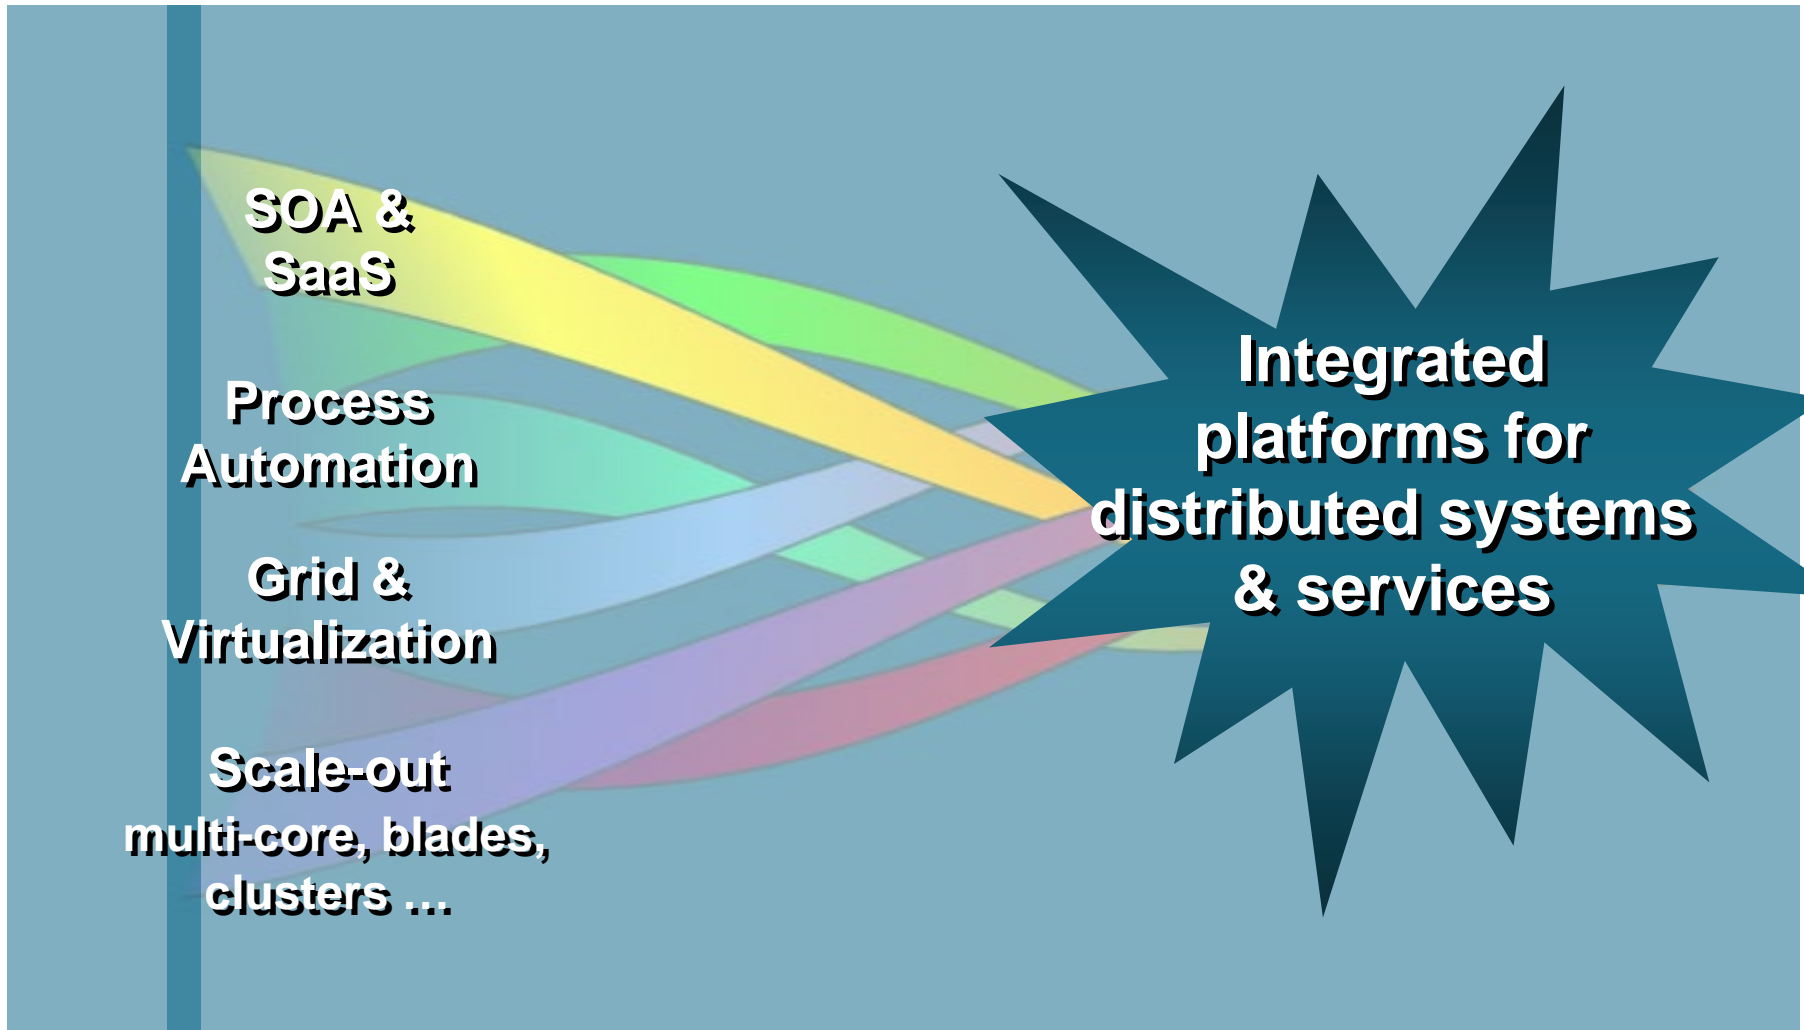 SOA &
SaaS
Process
Automation
Grid &
Virtualization
Scale-out
multi-core, blades,
clusters …
Integrated
platforms for
distributed systems
& services